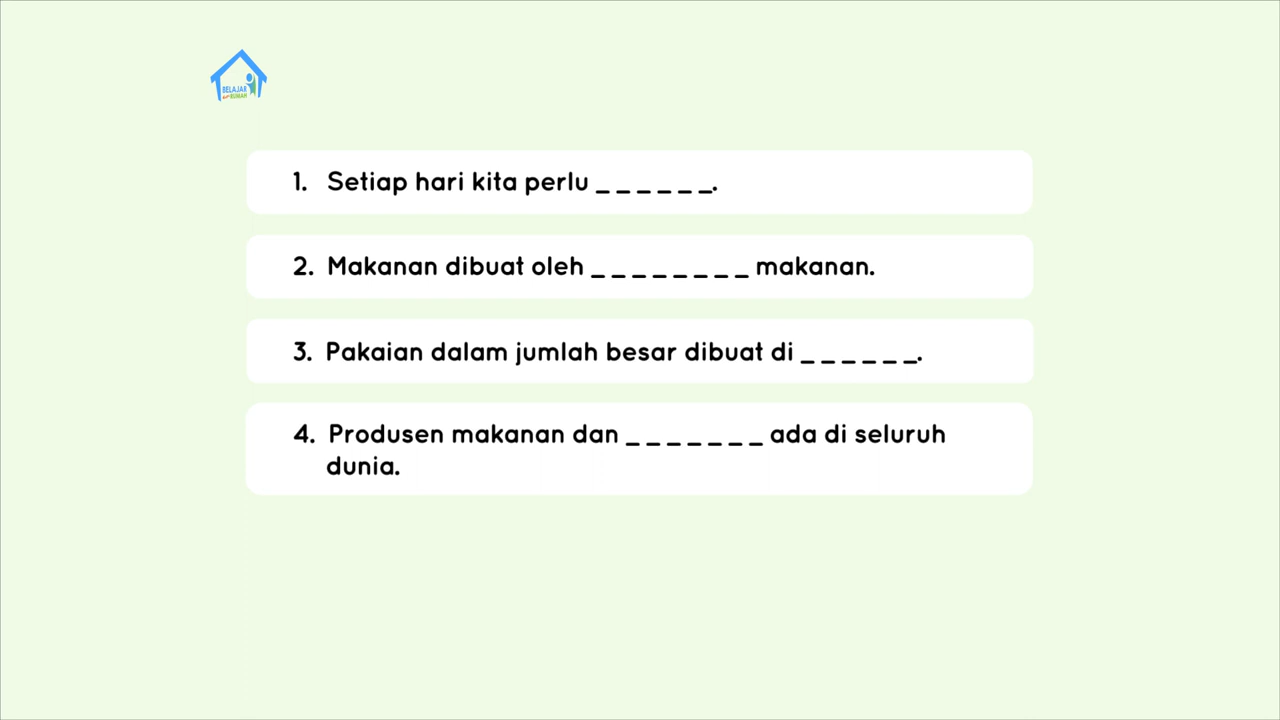 BELAJAR
dari RUMAH
1. Setiap hari kita perlu _ _ _ _ _ _.
2. Makanan dibuat oleh _ _ _ _ _ _ _ _ makanan.
3. Pakaian dalam jumlah besar dibuat di _ _ _ _ _ _.
4. Produsen makanan dan _ _ _ _ _ _ _ ada di seluruh
dunia.